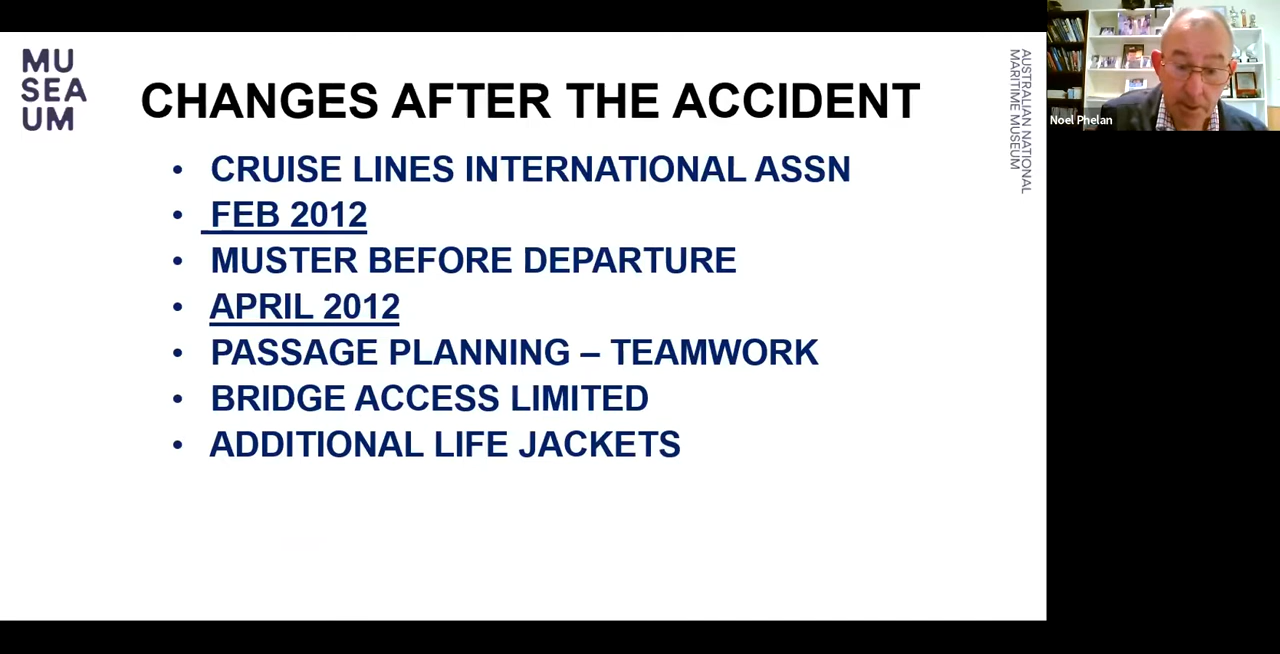 MU
SEA
UM
CHANGES AFTER THE ACCIDENT
• CRUISE LINES INTERNATIONAL ASSN
• FEB 2012
• MUSTER BEFORE DEPARTURE
• APRIL 2012
• PASSAGE PLANNING – TEAMWORK
• BRIDGE ACCESS LIMITED
• ADDITIONAL LIFE JACKETS
AUSTRALIAN NATIONAL
MARITIME MUSEUM
Noel Phelan